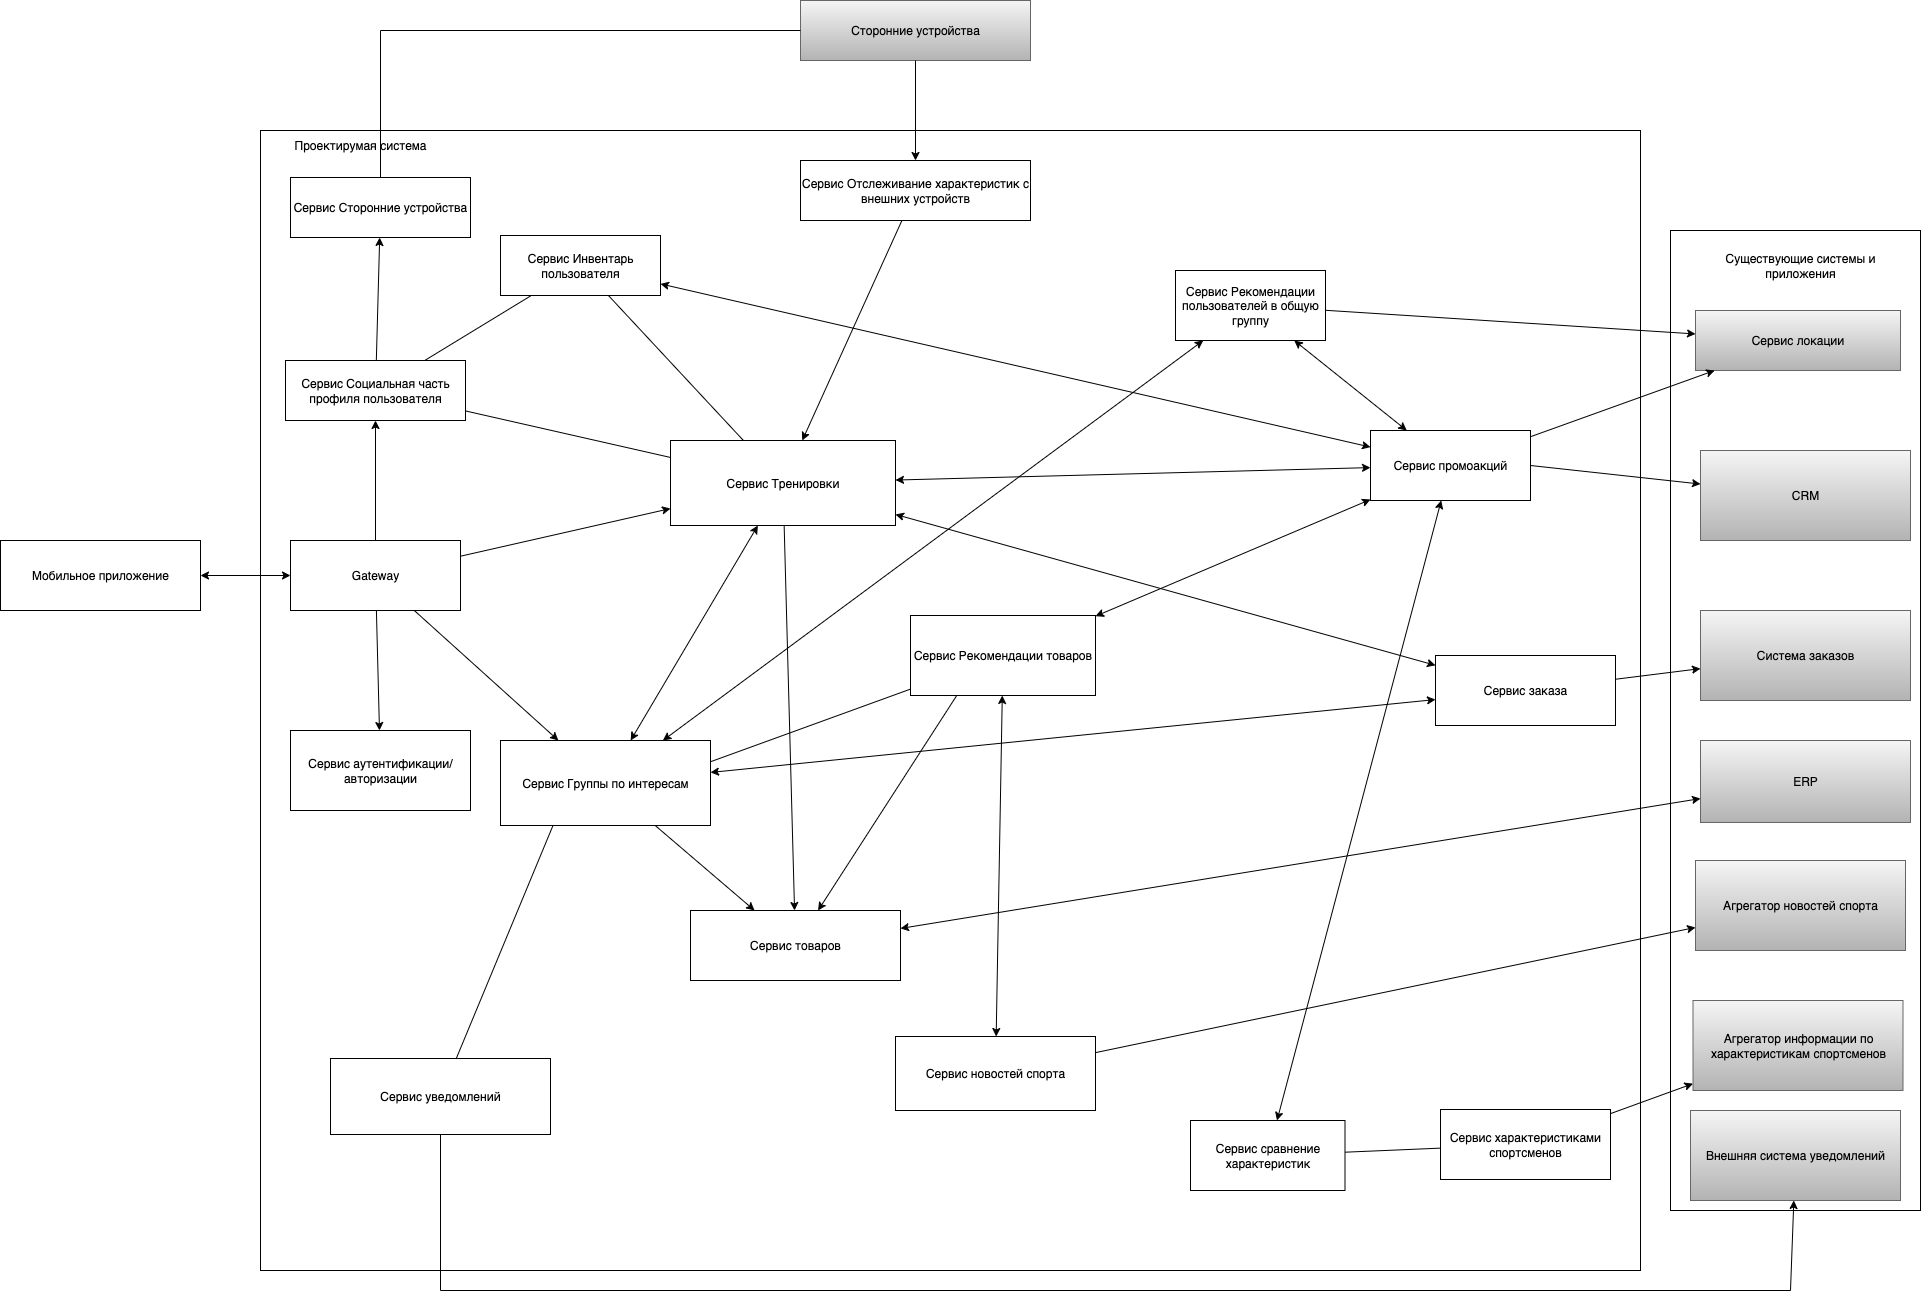 Сторонние устройства
Проектирумая система
Сервис Сторонние устройства
Сервис Отслеживание характеристик с
внешних устройств
Сервис Инвентарь
пользователя
Сервис Рекомендации
пользователей в общую
группу
Существующие системы и
приложения
Сервис локации
Сервис Социальная часть
профиля пользователя
Сервис Тренировки
Сервис промоакций
CRM
Мобильное приложение
Gateway
Сервис Рекомендации товаров
Сервис заказа
Система заказов
Сервис аутентификации/
авторизации
Сервис Группы по интересам
ERP
Сервис товаров
Агрегатор новостей спорта
Сервис новостей спорта
Агрегатор информации по
характеристикам спортсменов
Сервис уведомлений
Сервис сравнение
характеристик
Сервис характеристиками
спортсменов
Внешняя система уведомлений